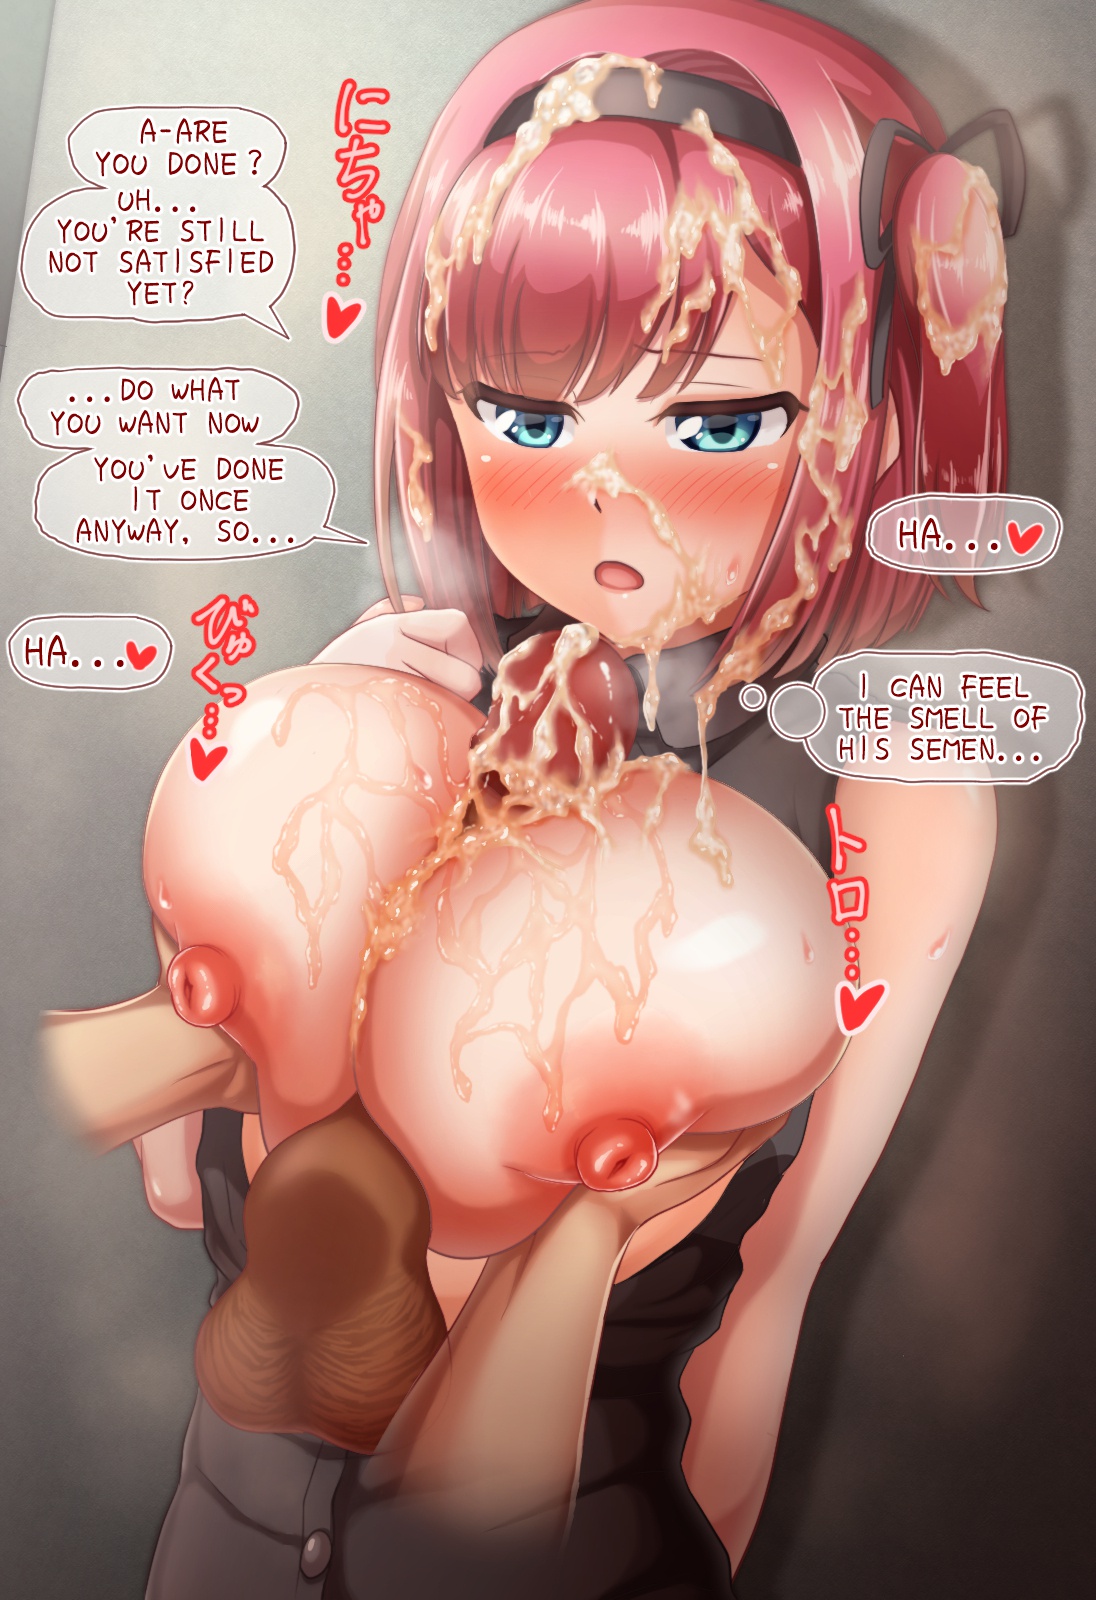 A-ARE
YOU DONE?
UH...
YOU'RE STILL
NOT SATISFIED
YET?
にちゃ…♥
...DO WHAT
YOU WANT NOW
YOU'VE DONE
IT ONCE
ANYWAY, SO...
HA...♥
HA...♥
びゅくっ…♥
I CAN FEEL
THE SMELL OF
HIS SEMEN...
トロ…♥